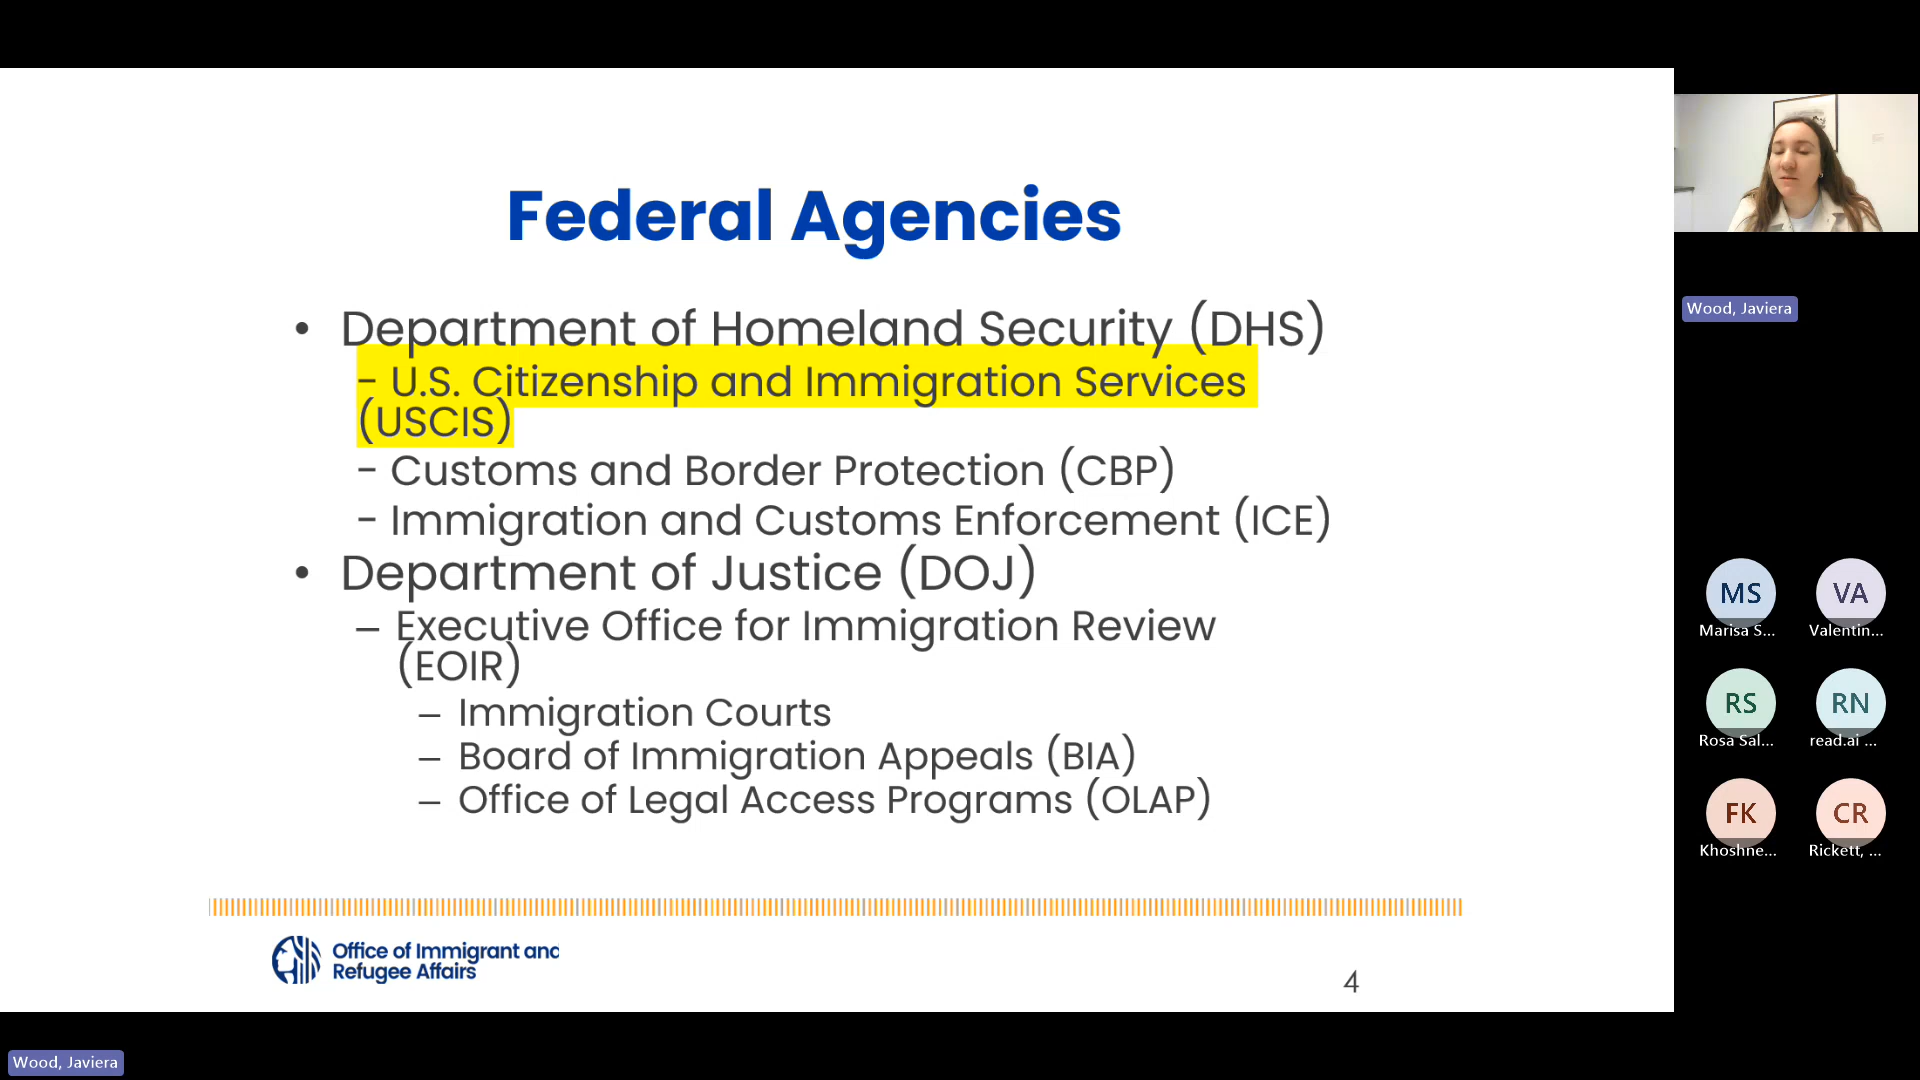 Federal Agencies
• Department of Homeland Security (DHS)
- U.S. Citizenship and Immigration Services
(USCIS)
- Customs and Border Protection (CBP)
- Immigration and Customs Enforcement (ICE)
• Department of Justice (DOJ)
– Executive Office for Immigration Review
(EOIR)
– Immigration Courts
– Board of Immigration Appeals (BIA)
– Office of Legal Access Programs (OLAP)
Office of Immigrant and
Refugee Affairs
4
Wood, Javiera
Wood, Javiera
MS VA
Marisa S... Valentin...
RS RN
Rosa Sal... read.ai ...
FK CR
Khoshne... Rickett, ...